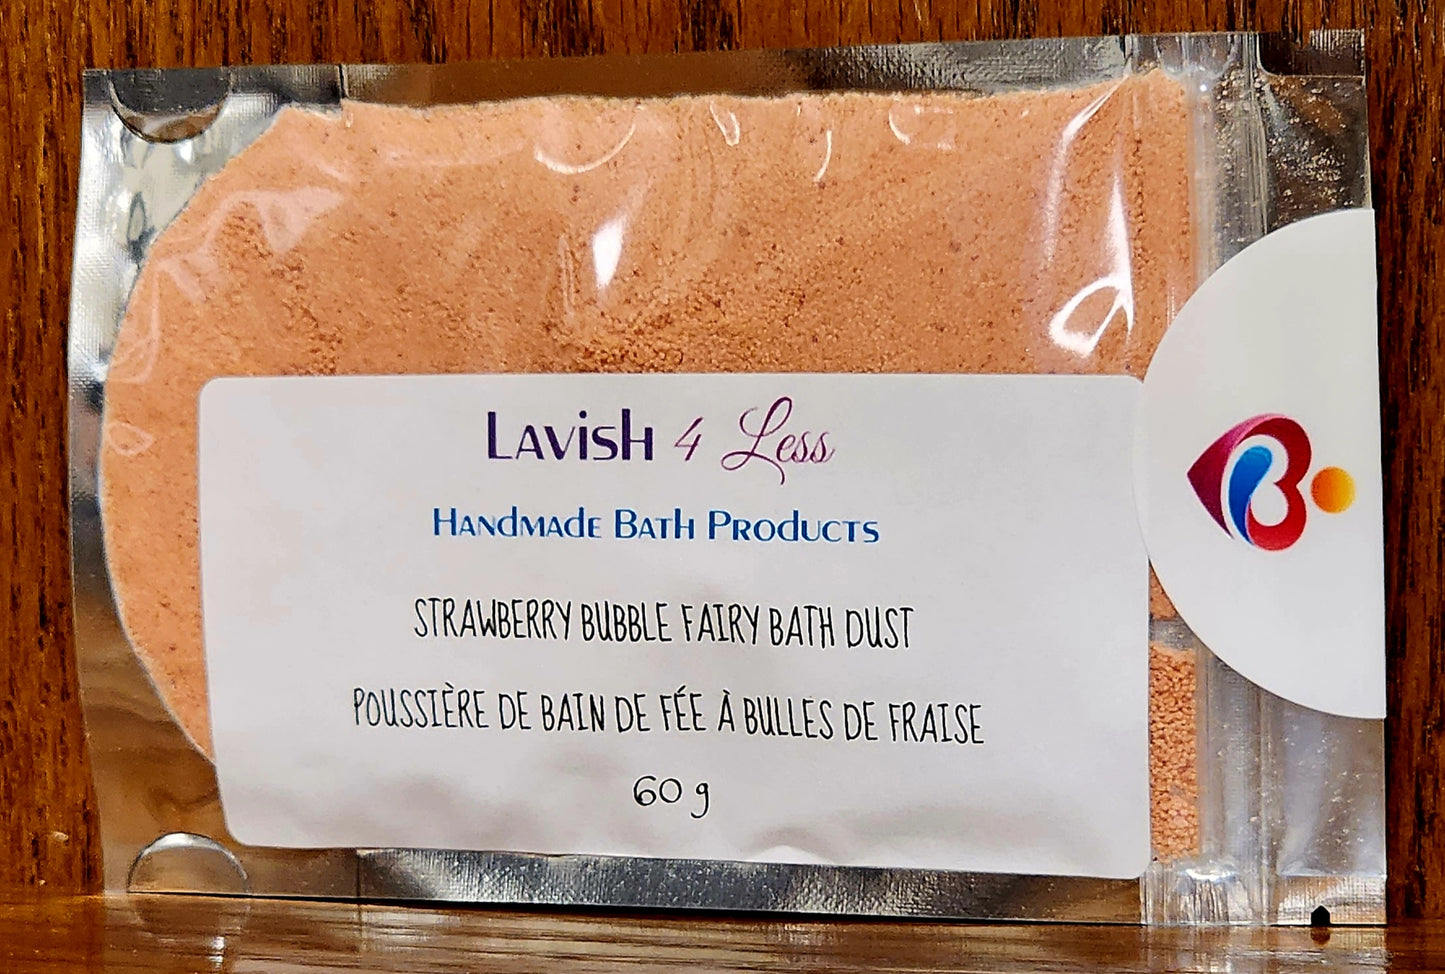 Lavish 4 Less
Handmade Bath Products
STRAWBERRY BUBBLE FAIRY BATH DUST
POUSSIÈRE DE BAIN DE FÉE À BULLES DE FRAISE
60 g